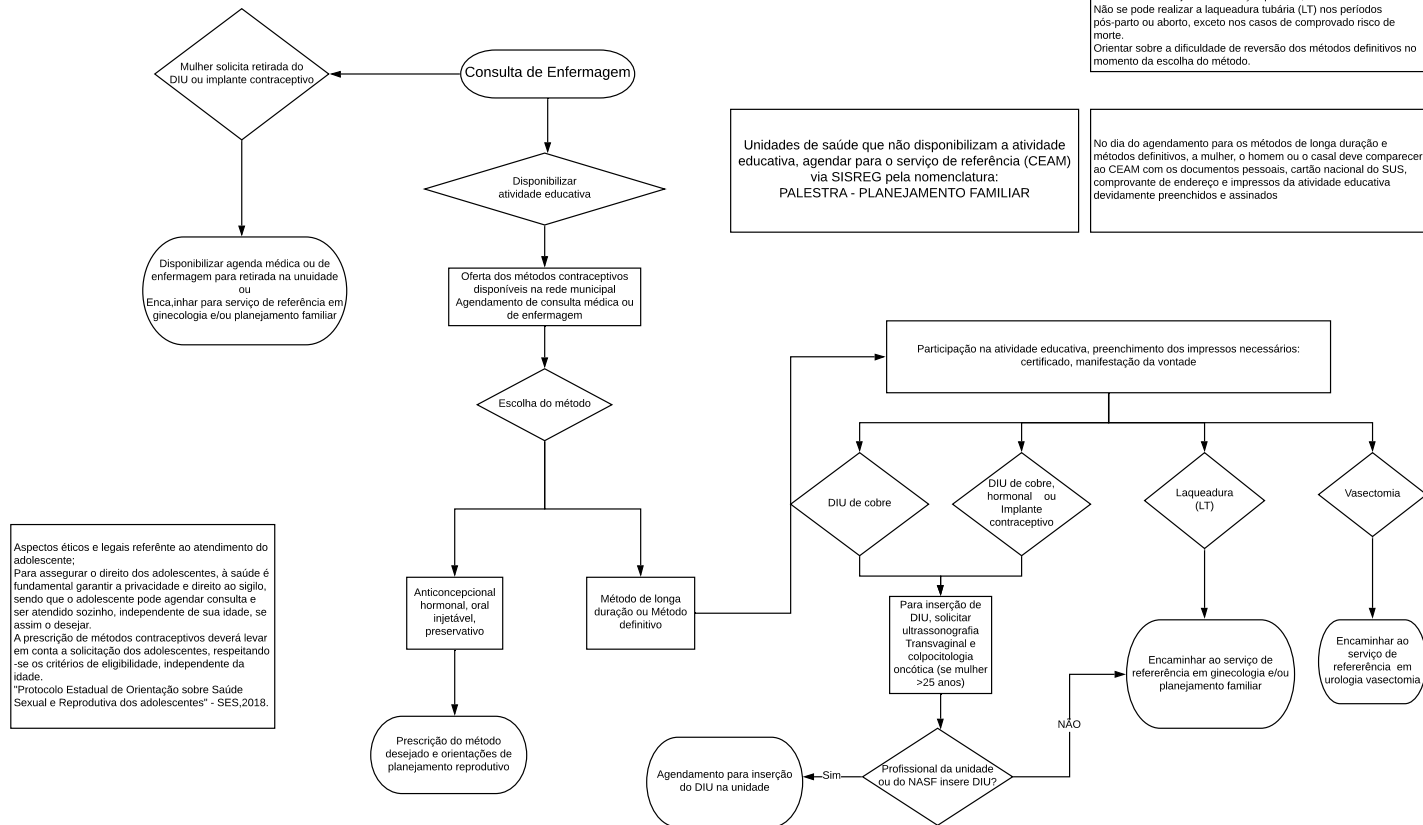 Não se pode realizar a laqueadura tubária (LT) nos períodos
pós-parto ou aborto, exceto nos casos de comprovado risco de
morte.
Orientar sobre a dificuldade de reversão dos métodos definitivos no
momento da escolha do método.
Mulher solicita retirada do
DIU ou implante contraceptivo
Consulta de Enfermagem
Unidades de saúde que não disponibilizam a atividade
educativa, agendar para o serviço de referência (CEAM)
via SISREG pela nomenclatura:
PALESTRA - PLANEJAMENTO FAMILIAR
No dia do agendamento para os métodos de longa duração e
métodos definitivos, a mulher, o homem ou o casal deve comparecer
ao CEAM com os documentos pessoais, cartão nacional do SUS,
comprovante de endereço e impressos da atividade educativa
devidamente preenchidos e assinados
Disponibilizar
atividade educativa
Disponibilizar agenda médica ou de
enfermagem para retirada na unuidade
ou
Enca,inhar para serviço de referência em
ginecologia e/ou planejamento familiar
Oferta dos métodos contraceptivos
disponíveis na rede municipal
Agendamento de consulta médica ou
de enfermagem
Participação na atividade educativa, preenchimento dos impressos necessários:
certificado, manifestação da vontade
Escolha do método
DIU de cobre
DIU de cobre,
hormonal ou
Implante
contraceptivo
Laqueadura
(LT)
Vasectomia
Aspectos éticos e legais referênte ao atendimento do
adolescente;
Para assegurar o direito dos adolescentes, à saúde é
fundamental garantir a privacidade e direito ao sigilo,
sendo que o adolescente pode agendar consulta e
ser atendido sozinho, independente de sua idade, se
assim o desejar.
A prescrição de métodos contraceptivos deverá levar
em conta a solicitação dos adolescentes, respeitando
-se os critérios de eligibilidade, independente da
idade.
"Protocolo Estadual de Orientação sobre Saúde
Sexual e Reprodutiva dos adolescentes" - SES,2018.
Anticoncepcional
hormonal, oral
injetável,
preservativo
Método de longa
duração ou Método
definitivo
Para inserção de
DIU, solicitar
ultrassonografia
Transvaginal e
colpocitologia
oncótica (se mulher
>25 anos)
Encaminhar ao serviço de
refererência em ginecologia e/ou
planejamento familiar
Encaminhar ao
serviço de
refererência em
urologia vasectomia
NÃO
Prescrição do método
desejado e orientações de
planejamento reprodutivo
Agendamento para inserção
do DIU na unidade
Sim
Profissional da unidade
ou do NASF insere DIU?